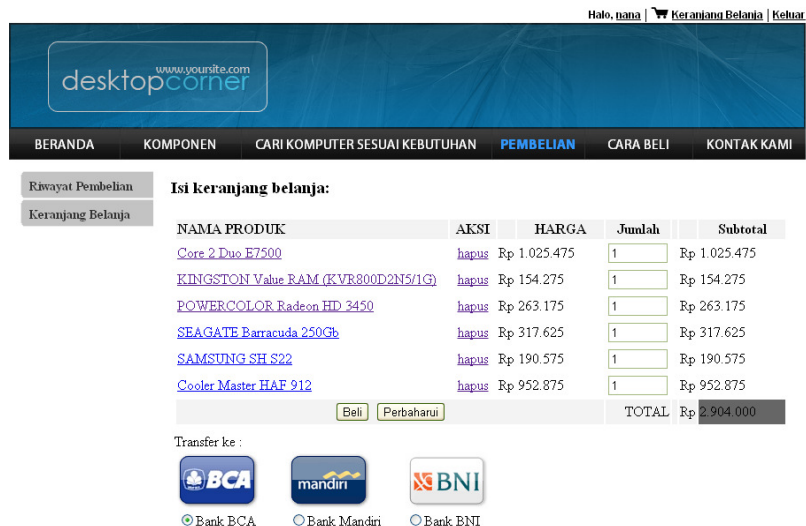 Halo, nana | Keranjang Belanja | Keluar
www.yoursite.com
desktopcorner
BERANDA KOMPONEN CARI KOMPUTER SESUAI KEBUTUHAN PEMBELIAN CARA BELI KONTAK KAMI
Riwayat Pembelian
Keranjang Belanja
Isi keranjang belanja:
NAMA PRODUK AKSI HARGA Jumlah Subtotal
Core 2 Duo E7500 hapus Rp 1.025.475 1 Rp 1.025.475
KINGSTON Value RAM (KVR800D2N5/1G) hapus Rp 154.275 1 Rp 154.275
POWERCOLOR Radeon HD 3450 hapus Rp 263.175 1 Rp 263.175
SEAGATE Barracuda 250Gb hapus Rp 317.625 1 Rp 317.625
SAMSUNG SH S22 hapus Rp 190.575 1 Rp 190.575
Cooler Master HAF 912 hapus Rp 952.875 1 Rp 952.875
Beli Perbaharui TOTAL Rp 2.904.000
Transfer ke :
BCA mandiri BNI
Bank BCA Bank Mandiri Bank BNI